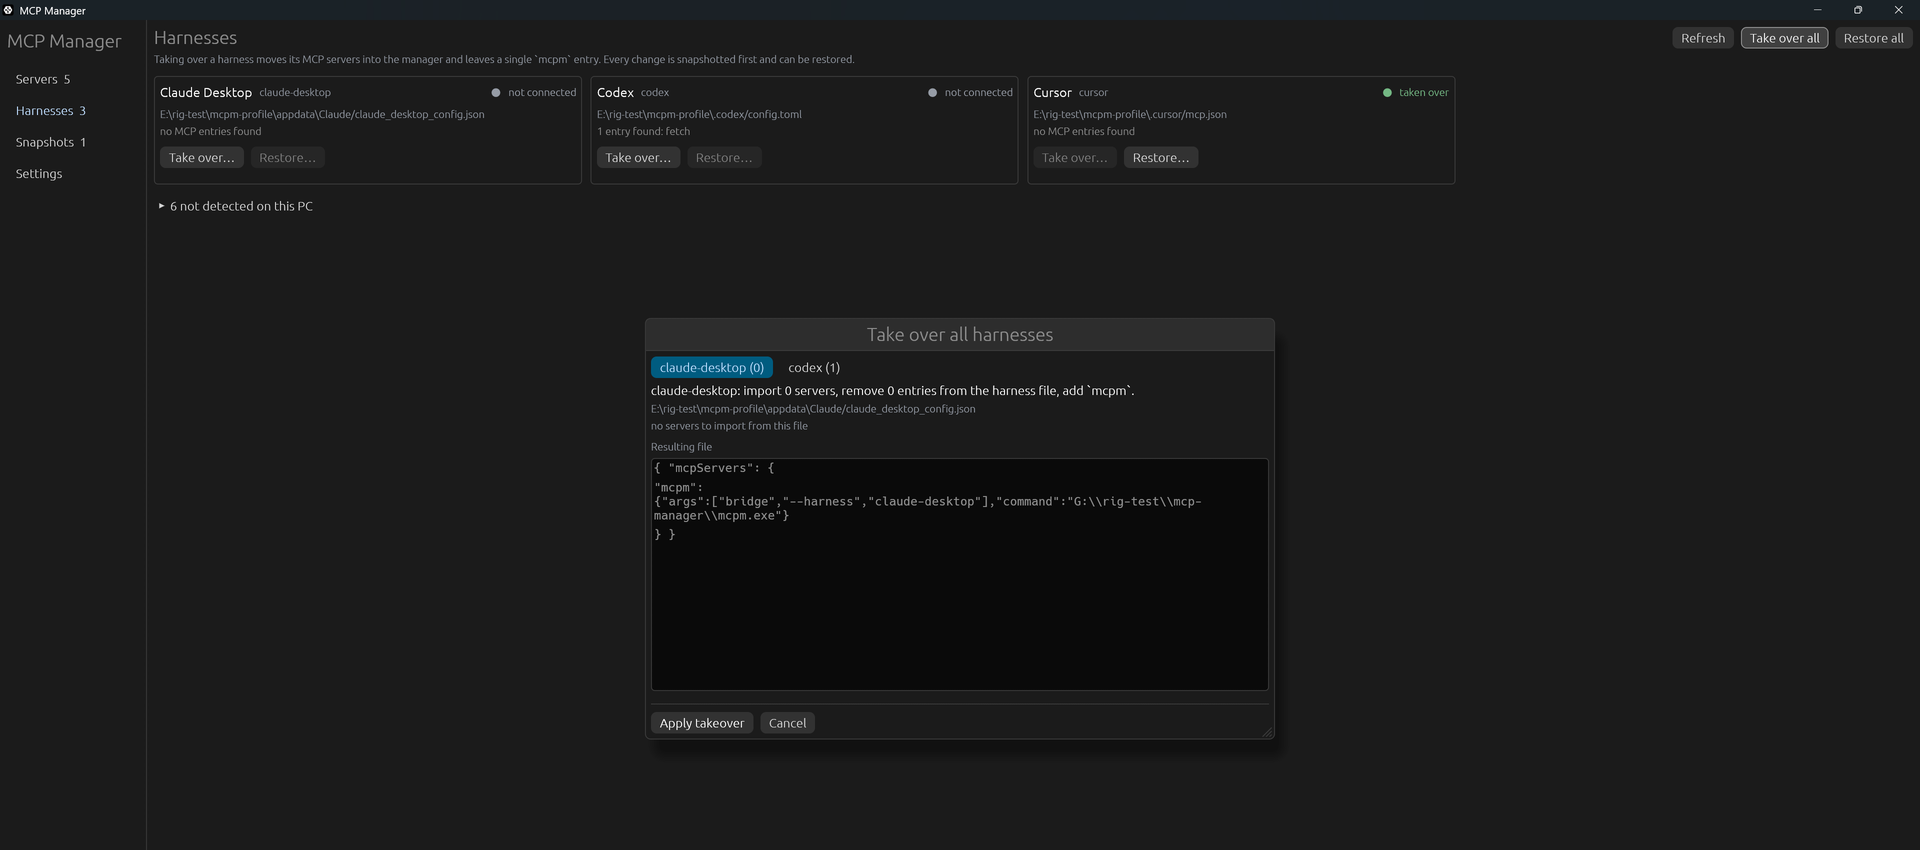 MCP Manager
MCP Manager
Servers 5
Harnesses 3
Snapshots 1
Settings
Harnesses
Refresh
Take over all
Restore all
Taking over a harness moves its MCP servers into the manager and leaves a single `mcpm` entry. Every change is snapshotted first and can be restored.
Claude Desktop claude-desktop not connected
E:\rig-test\mcpm-profile\appdata\Claude/claude_desktop_config.json
no MCP entries found
Take over... Restore...
Codex codex not connected
E:\rig-test\mcpm-profile\.codex/config.toml
1 entry found: fetch
Take over... Restore...
Cursor cursor taken over
E:\rig-test\mcpm-profile\.cursor/mcp.json
no MCP entries found
Take over... Restore...
6 not detected on this PC
Take over all harnesses
claude-desktop (0) codex (1)
claude-desktop: import 0 servers, remove 0 entries from the harness file, add `mcpm`.
E:\rig-test\mcpm-profile\appdata\Claude/claude_desktop_config.json
no servers to import from this file
Resulting file
{ "mcpServers": {
"mcpm":
{"args":["bridge","--harness","claude-desktop"],"command":"G:\\rig-test\\mcp-
manager\\mcpm.exe"}
} }
Apply takeover Cancel